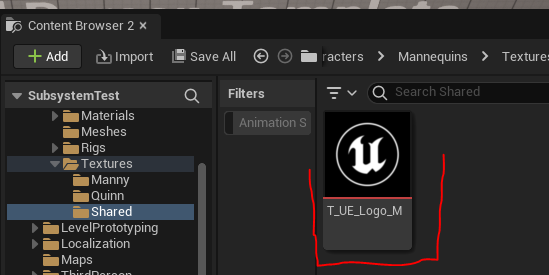 Content Browser 2
Add
Import
Save All
racters
Mannequins
Textures
SubsystemTest
Filters
Search Shared
Materials
Meshes
Rigs
Textures
Manny
Quinn
Shared
LevelPrototyping
Localization
Maps
ThirdPerson
Animation S
T_UE_Logo_M